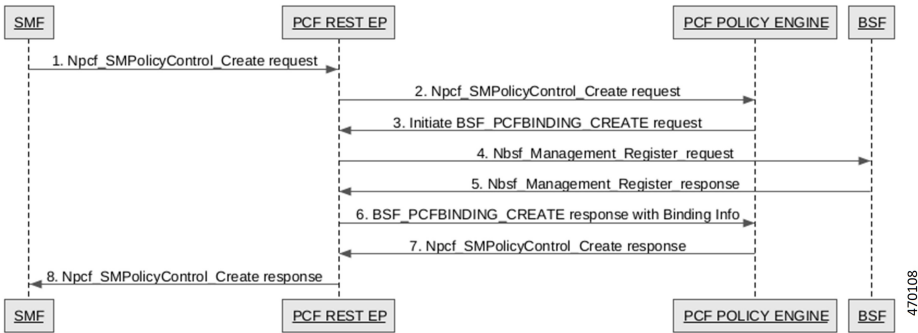 SMF
PCF REST EP
PCF POLICY ENGINE
BSF
1. Npcf_SMPolicyControl_Create request
2. Npcf_SMPolicyControl_Create request
3. Initiate BSF_PCFBINDING_CREATE request
4. Nbsf_Management_Register_request
5. Nbsf_Management_Register_response
6. BSF_PCFBINDING_CREATE response with Binding Info
7. Npcf_SMPolicyControl_Create response
8. Npcf_SMPolicyControl_Create response
SMF
PCF REST EP
PCF POLICY ENGINE
BSF
470108